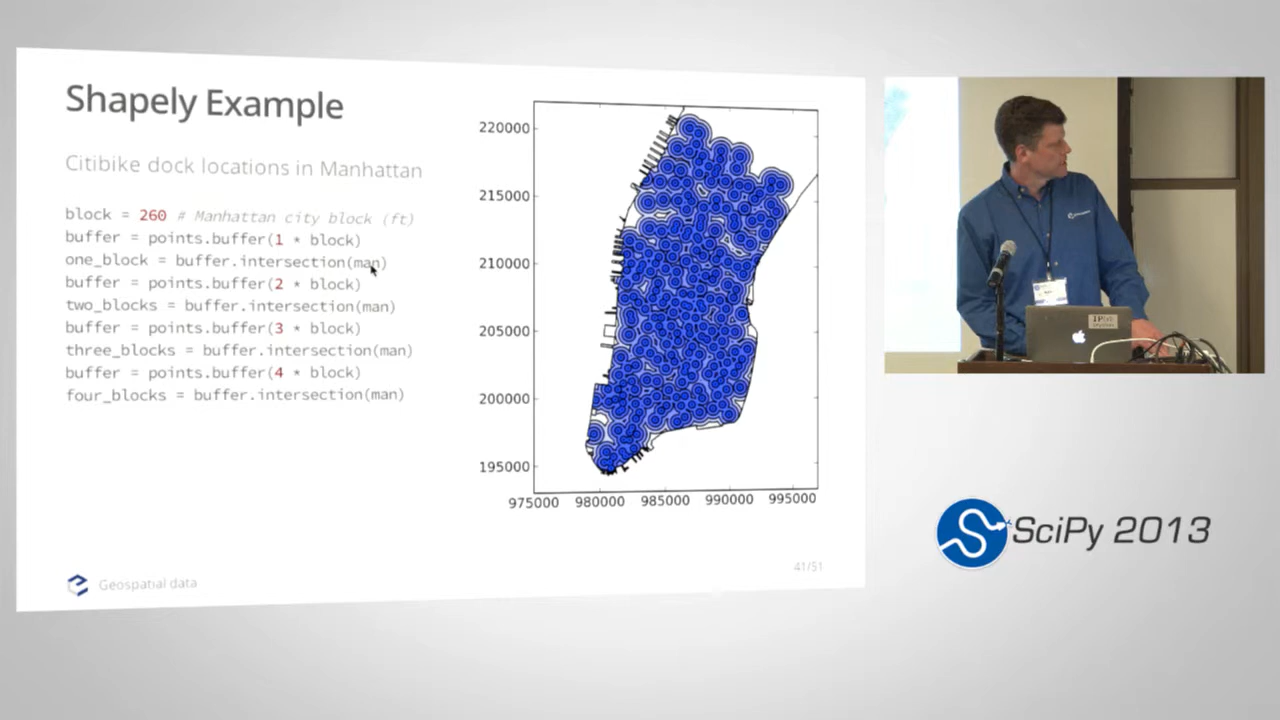 Shapely Example
Citibike dock locations in Manhattan
block = 260 # Manhattan city block (ft)
buffer = points.buffer(1 * block)
one_block = buffer.intersection(man)
buffer = points.buffer(2 * block)
two_blocks = buffer.intersection(man)
buffer = points.buffer(3 * block)
three_blocks = buffer.intersection(man)
buffer = points.buffer(4 * block)
four_blocks = buffer.intersection(man)
220000
215000
210000
205000
200000
195000
975000 980000 985000 990000 995000
41/51
Geospatial data
SciPy 2013